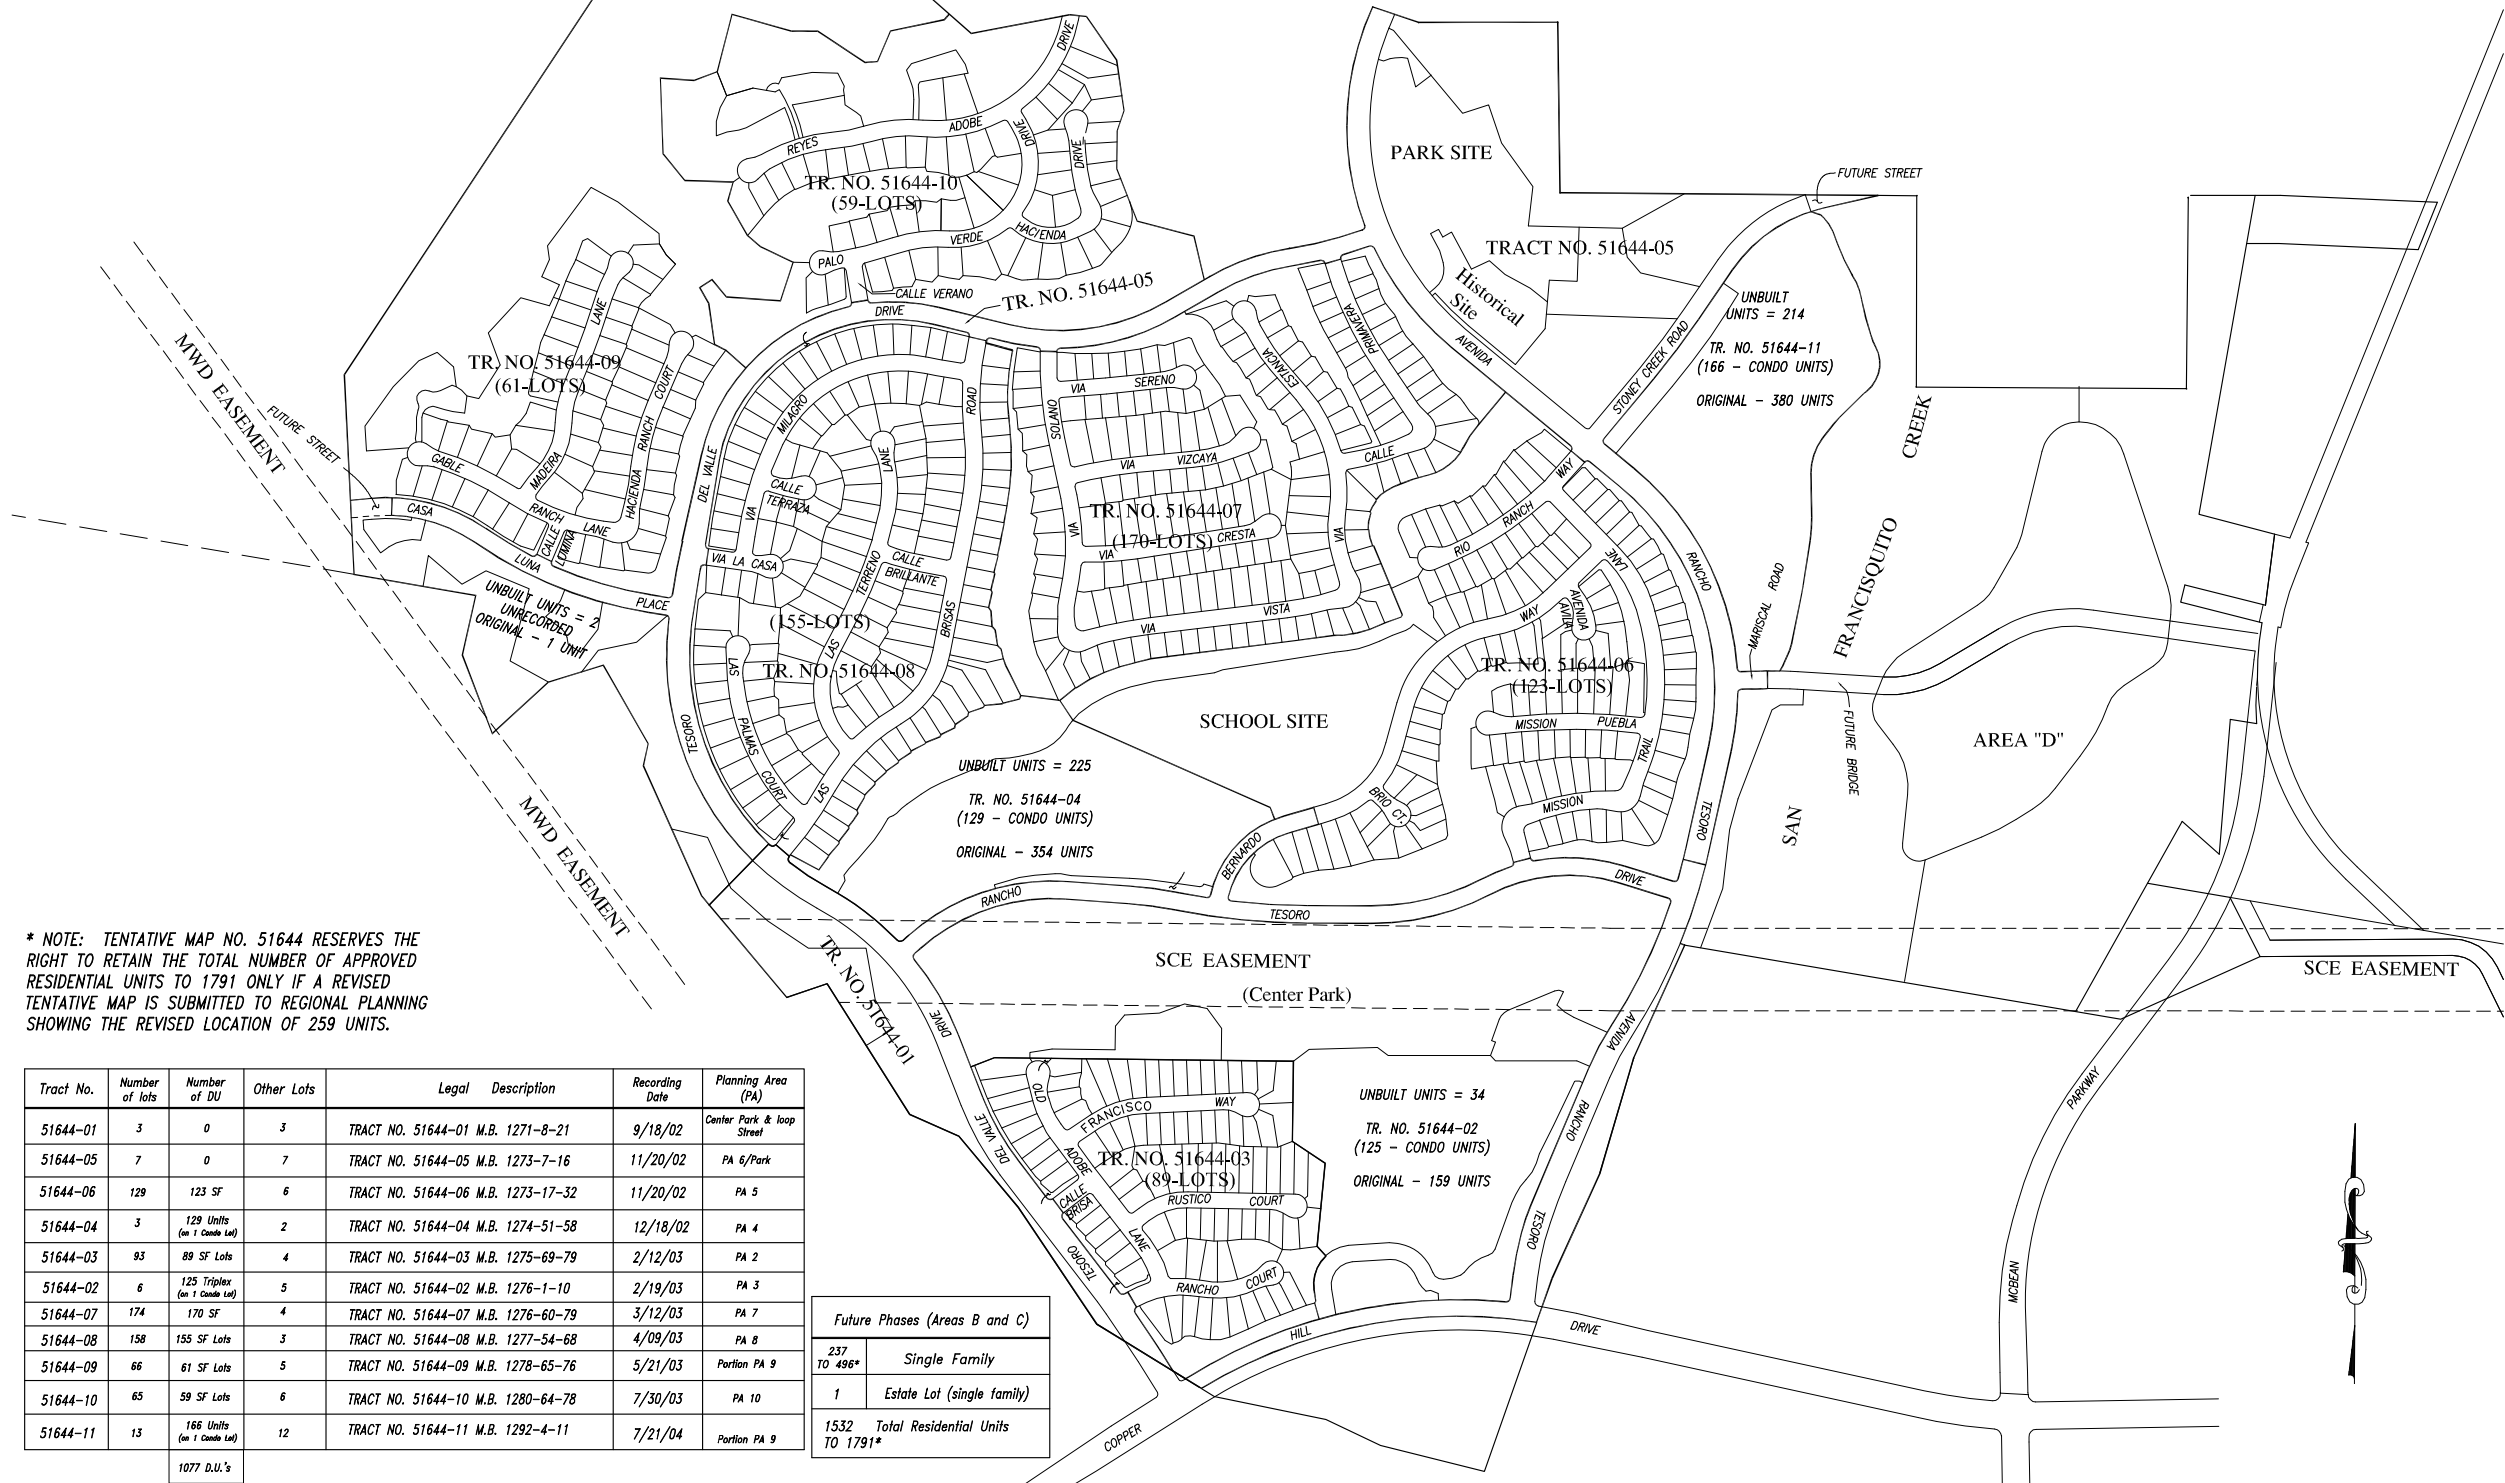 DRIVE
REYES
ADOBE
DRIVE
DRIVE
TR. NO. 51644-10
(59-LOTS)
PALO
VERDE
HACIENDA
CALLE VERANO
TR. NO. 51644-05
DRIVE
PARK SITE
FUTURE STREET
TRACT NO. 51644-05
Historical
Site
AVENIDA
STONEY CREEK ROAD
UNBUILT
UNITS = 214
TR. NO. 51644-11
(166 - CONDO UNITS)
ORIGINAL - 380 UNITS
SAN
FRANCISQUITO
CREEK
MWD EASEMENT
FUTURE STREET
LANE
TR. NO. 51644-09
(61-LOTS)
COURT
RANCH
HACIENDA
GABLE
MADEIRA
RANCH
LANE
CALLE
LOMINA
CASA
LUNA
PLACE
UNBUILT UNITS = 2
UNRECORDED
ORIGINAL - 1 UNIT
DEL VALLE
MILAGRO
VIA
ROAD
LANE
CALLE
TERRAZA
VIA LA CASA
TERRENO
CALLE
BRILLANTE
BRISAS
(155-LOTS)
LAS
TR. NO. 51644-08
LAS
PALMAS
COURT
LAS
TESORO
SOLANO
VIA
VIA
SERENO
VIA
VIZCAYA
TR. NO. 51644-07
(170-LOTS)
VIA
CRESTA
VIA
VISTA
ESTANCIA
VIA
PRIMAVERA
CALLE
WAY
RANCH
RIO
LANE
AVENIDA
AVILA
WAY
TR. NO. 51644-06
(123-LOTS)
MISSION
PUEBLA
TRAIL
MISSION
BRIO CT.
BERNARDO
RANCHO
TESORO
MARISCAL ROAD
FUTURE BRIDGE
AREA "D"
SCHOOL SITE
UNBUILT UNITS = 225
TR. NO. 51644-04
(129 - CONDO UNITS)
ORIGINAL - 354 UNITS
RANCHO
TESORO
DRIVE
MWD EASEMENT
TR. NO. 51644-01
SCE EASEMENT
(Center Park)
SCE EASEMENT
DRIVE
DEL VALLE
TESORO
AVENIDA
RANCHO
TESORO
OLD
ADOBE
LANE
FRANCISCO
WAY
TR. NO. 51644-03
(89-LOTS)
CALLE
BRISA
RUSTICO
COURT
RANCHO
COURT
UNBUILT UNITS = 34
TR. NO. 51644-02
(125 - CONDO UNITS)
ORIGINAL - 159 UNITS
COPPER
HILL
DRIVE
MCBEAN
PARKWAY
* NOTE: TENTATIVE MAP NO. 51644 RESERVES THE
RIGHT TO RETAIN THE TOTAL NUMBER OF APPROVED
RESIDENTIAL UNITS TO 1791 ONLY IF A REVISED
TENTATIVE MAP IS SUBMITTED TO REGIONAL PLANNING
SHOWING THE REVISED LOCATION OF 259 UNITS.
Tract No. Number of lots Number of DU Other Lots Legal Description Recording Date Planning Area (PA)
51644-01 3 0 3 TRACT NO. 51644-01 M.B. 1271-8-21 9/18/02 Center Park & loop Street
51644-05 7 0 7 TRACT NO. 51644-05 M.B. 1273-7-16 11/20/02 PA 6/Park
51644-06 129 123 SF 6 TRACT NO. 51644-06 M.B. 1273-17-32 11/20/02 PA 5
51644-04 3 129 Units (on 1 Condo Lot) 2 TRACT NO. 51644-04 M.B. 1274-51-58 12/18/02 PA 4
51644-03 93 89 SF Lots 4 TRACT NO. 51644-03 M.B. 1275-69-79 2/12/03 PA 2
51644-02 6 125 Triplex (on 1 Condo Lot) 5 TRACT NO. 51644-02 M.B. 1276-1-10 2/19/03 PA 3
51644-07 174 170 SF 4 TRACT NO. 51644-07 M.B. 1276-60-79 3/12/03 PA 7
51644-08 158 155 SF Lots 3 TRACT NO. 51644-08 M.B. 1277-54-68 4/09/03 PA 8
51644-09 66 61 SF Lots 5 TRACT NO. 51644-09 M.B. 1278-65-76 5/21/03 Portion PA 9
51644-10 65 59 SF Lots 6 TRACT NO. 51644-10 M.B. 1280-64-78 7/30/03 PA 10
51644-11 13 166 Units (on 1 Condo Lot) 12 TRACT NO. 51644-11 M.B. 1292-4-11 7/21/04 Portion PA 9
1077 D.U.'s
Future Phases (Areas B and C)
237 TO 496* Single Family
1 Estate Lot (single family)
1532 Total Residential Units
TO 1791*